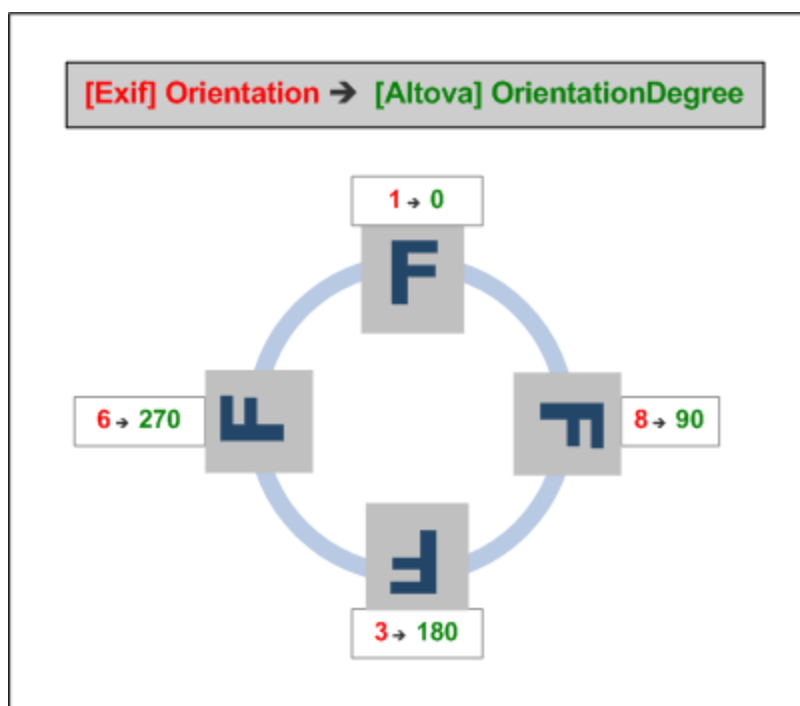 [Exif] Orientation ➔ [Altova] OrientationDegree
1 ➔ 0
F
6 ➔ 270
F
F
8 ➔ 90
F
3 ➔ 180